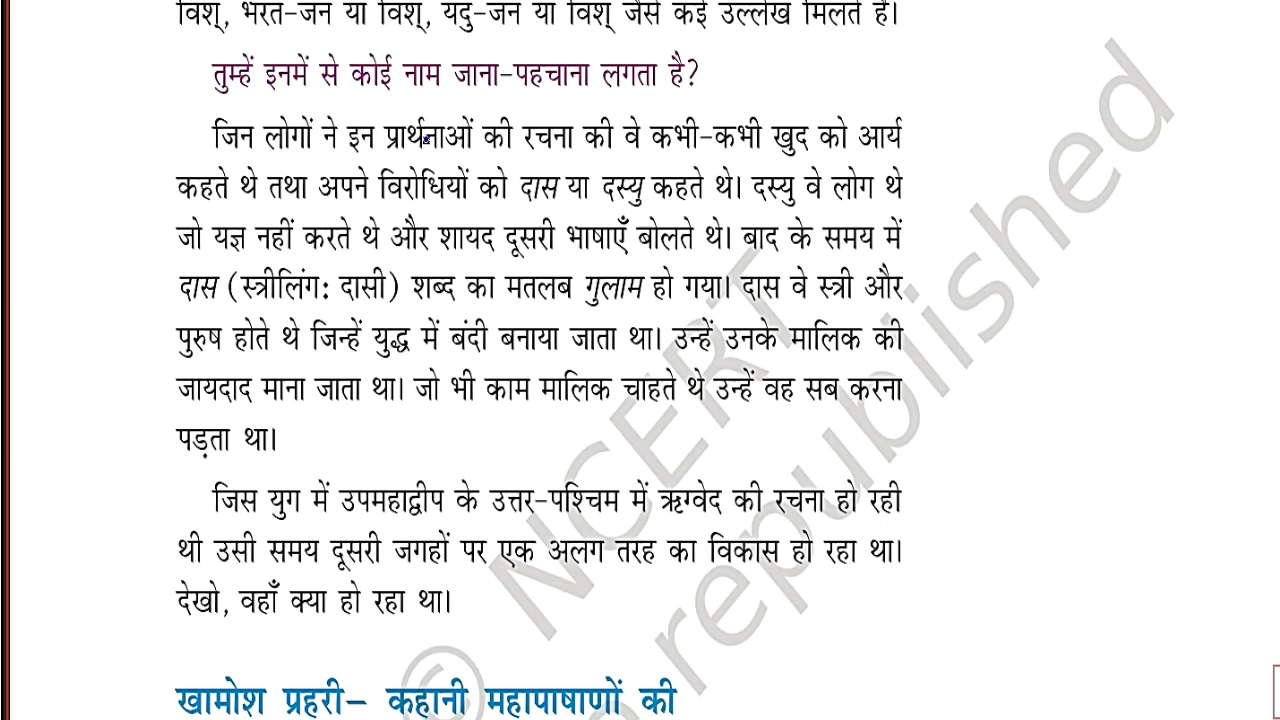 विश्, भरत-जन या विश्, यदु-जन या विश् जैसे कई उल्लेख मिलते हैं।
तुम्हें इनमें से कोई नाम जाना-पहचाना लगता है?
जिन लोगों ने इन प्रार्थनाओं की रचना की वे कभी-कभी खुद को आर्य
कहते थे तथा अपने विरोधियों को दास या दस्यु कहते थे। दस्यु वे लोग थे
जो यज्ञ नहीं करते थे और शायद दूसरी भाषाएँ बोलते थे। बाद के समय में
दास (स्त्रीलिंग: दासी) शब्द का मतलब गुलाम हो गया। दास वे स्त्री और
पुरुष होते थे जिन्हें युद्ध में बंदी बनाया जाता था। उन्हें उनके मालिक की
जायदाद माना जाता था। जो भी काम मालिक चाहते थे उन्हें वह सब करना
पड़ता था।
जिस युग में उपमहाद्वीप के उत्तर-पश्चिम में ऋग्वेद की रचना हो रही
थी उसी समय दूसरी जगहों पर एक अलग तरह का विकास हो रहा था।
देखो, वहाँ क्या हो रहा था।
खामोश प्रहरी– कहानी महापाषाणों की
© NCERT
republished